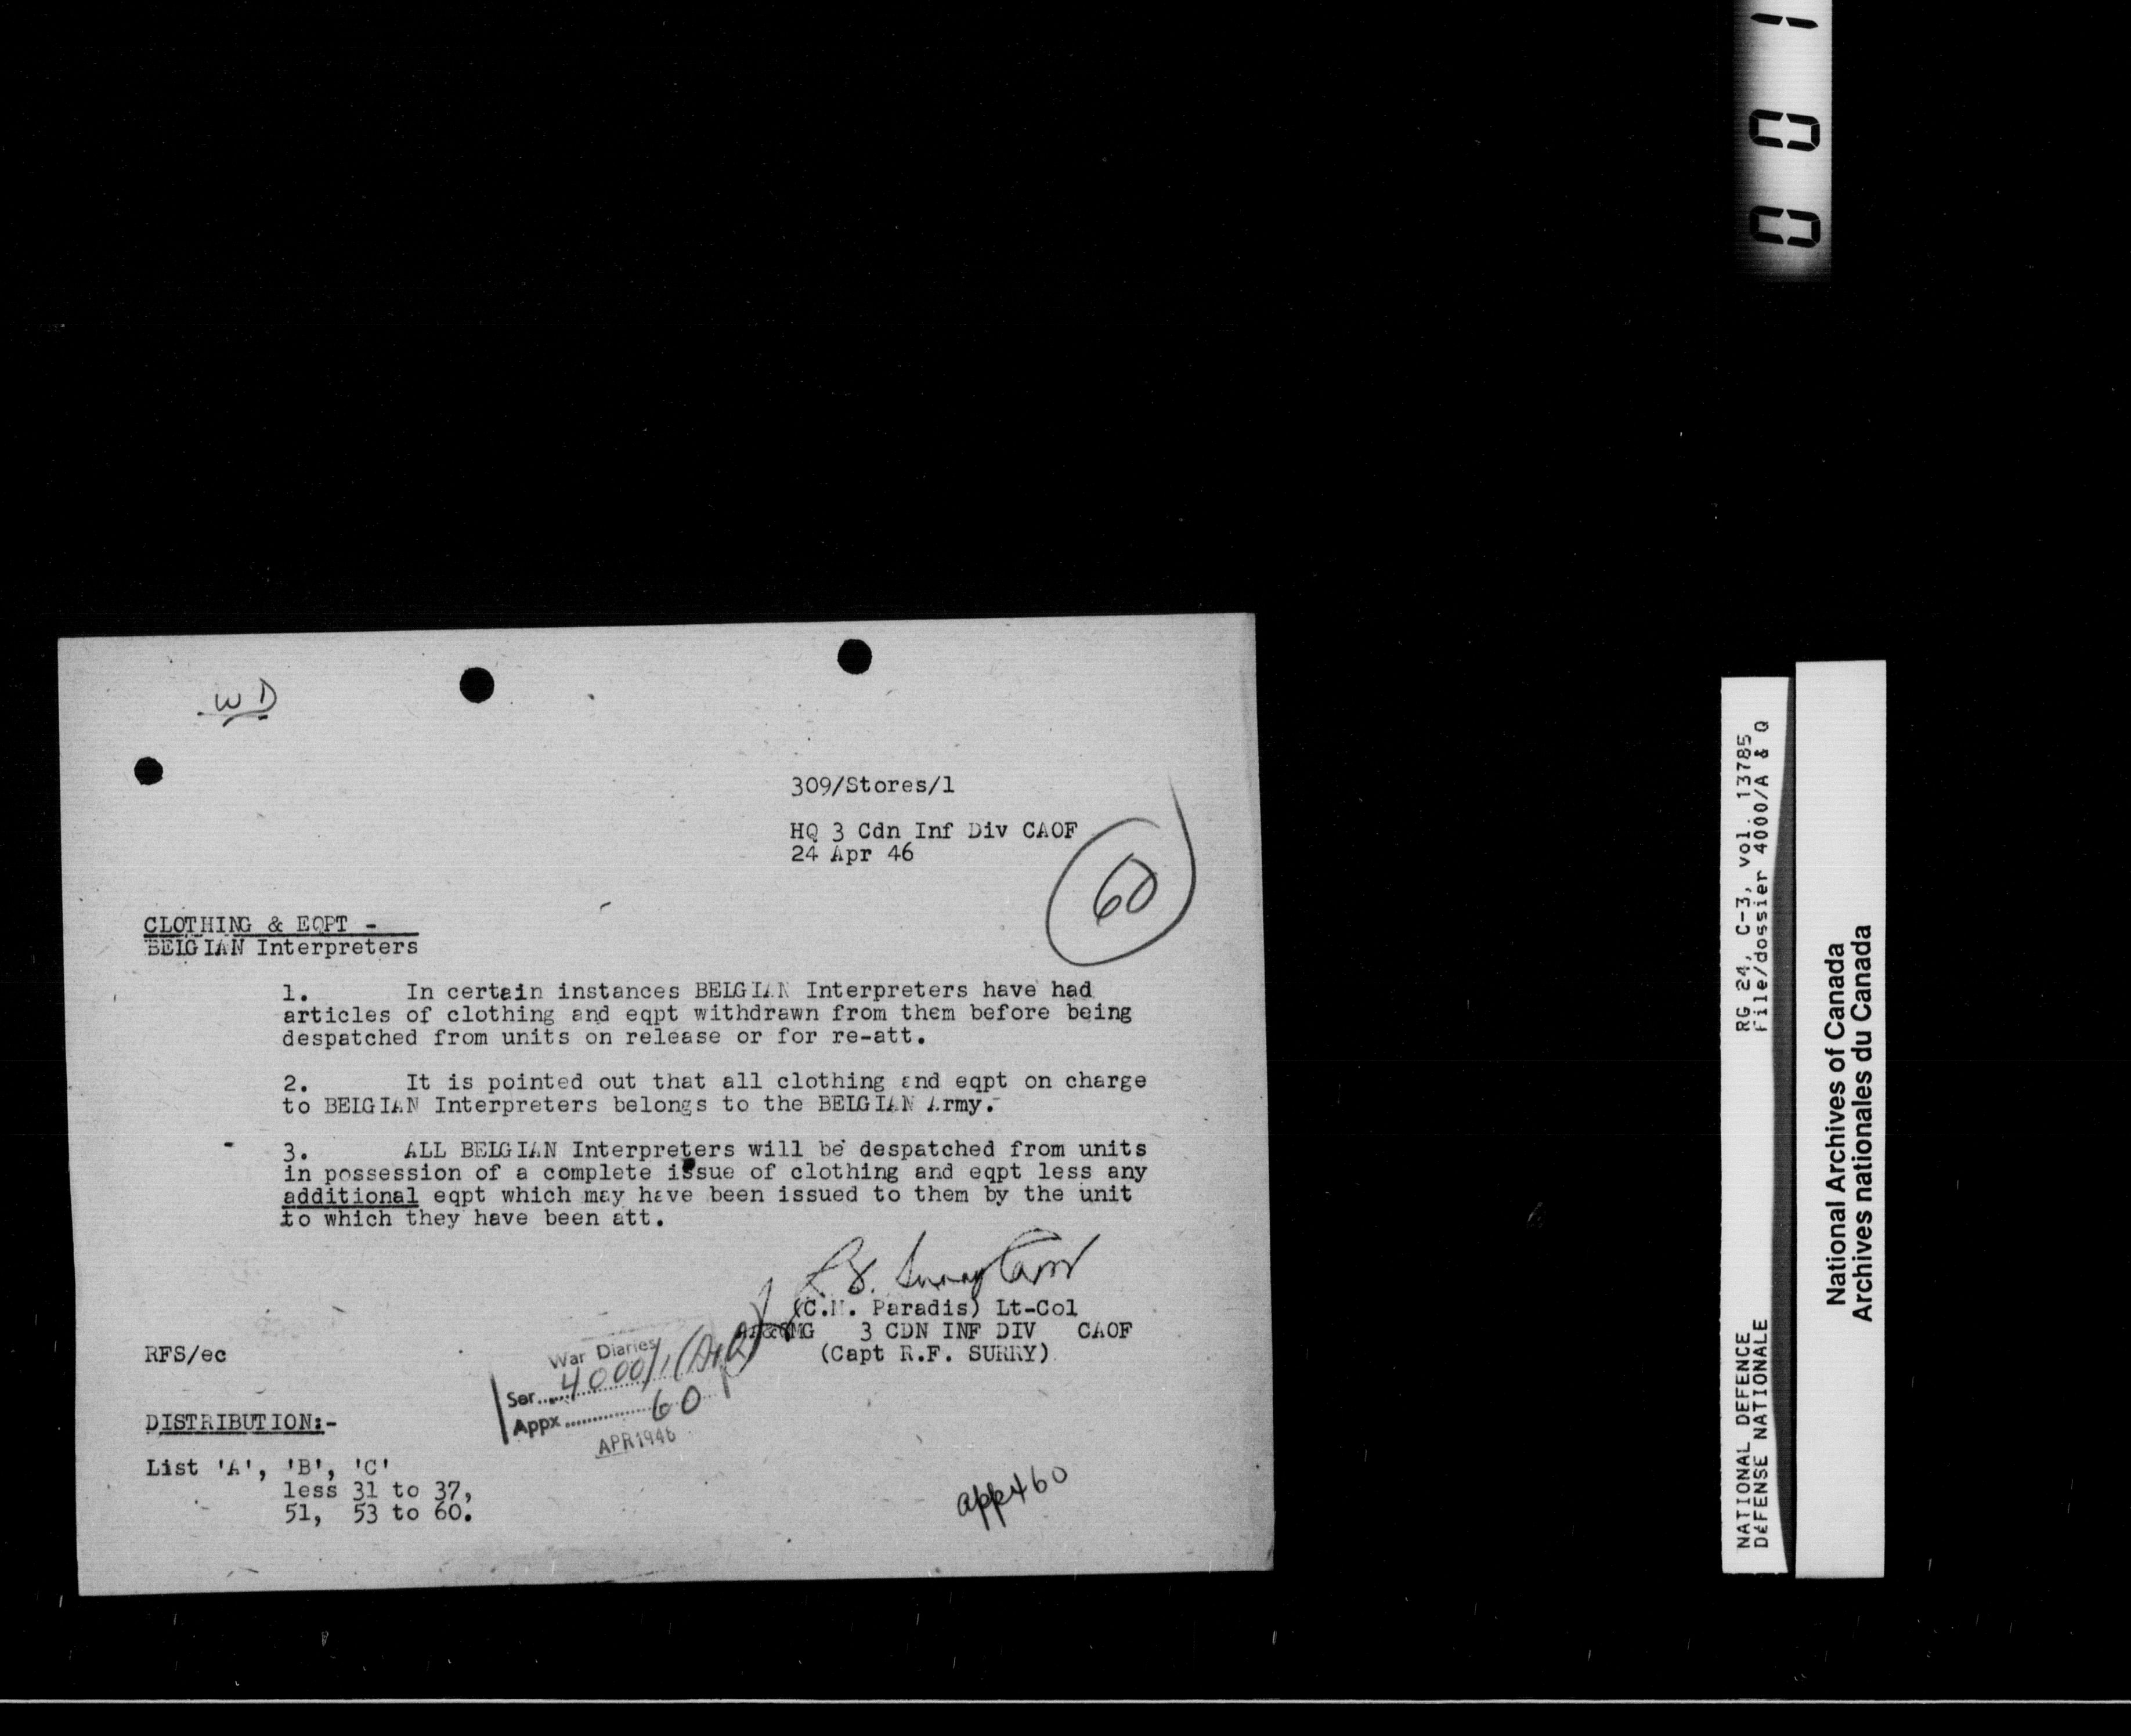 001
WD
309/Stores/1
HQ 3 Cdn Inf Div CAOF
24 Apr 46
60
CLOTHING & EQPT -
BELGIAN Interpreters
1. In certain instances BELGIAN Interpreters have had
articles of clothing and eqpt withdrawn from them before being
despatched from units on release or for re-att.
2. It is pointed out that all clothing and eqpt on charge
to BELGIAN Interpreters belongs to the BELGIAN Army.
3. ALL BELGIAN Interpreters will be despatched from units
in possession of a complete issue of clothing and eqpt less any
additional eqpt which may have been issued to them by the unit
to which they have been att.
(C.N. Paradis) Lt-Col
3 CDN INF DIV CAOF
(Capt R.F. SURRY)
RFS/ec
War Diaries
Ser. 4000/1 (A+Q)
Appx 60
APR 1946
DISTRIBUTION:-
List 'A', 'B', 'C'
less 31 to 37,
51, 53 to 60.
appx 60
RG 24, C-3, vol. 13785
File/dossier 4000/A & Q
NATIONAL DEFENCE
DÉFENSE NATIONALE
National Archives of Canada
Archives nationales du Canada